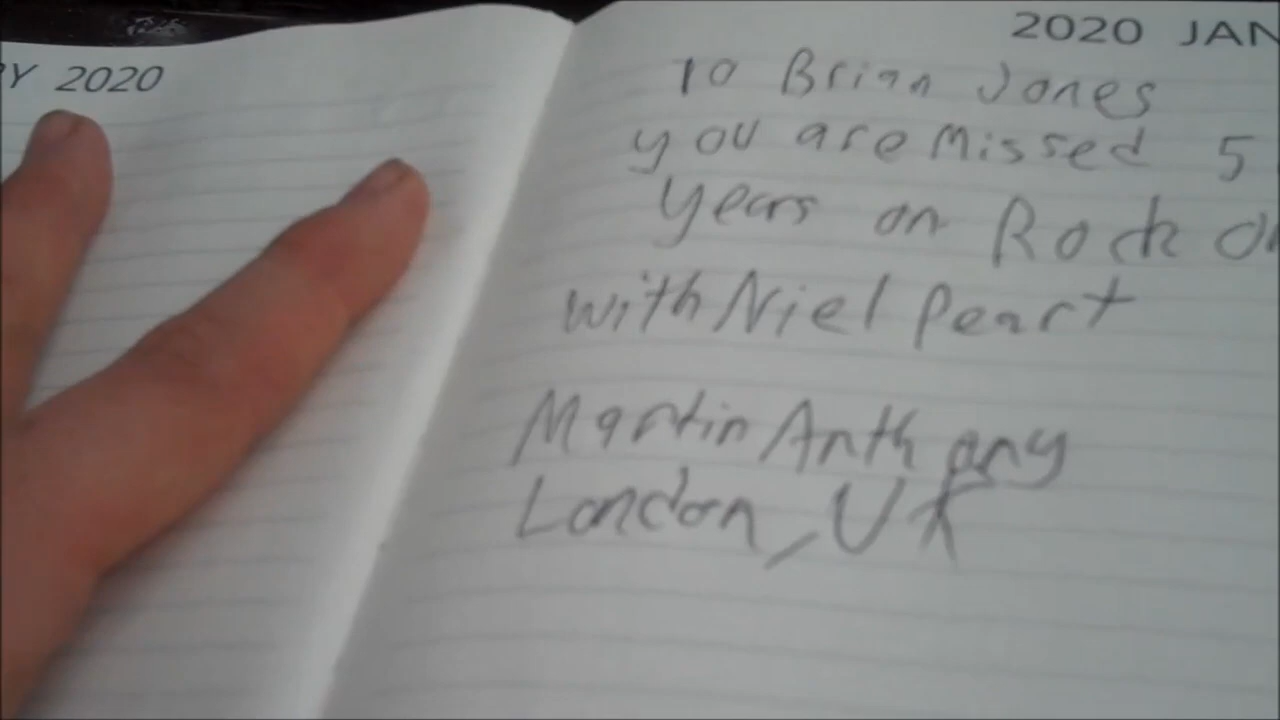 Y 2020
2020 JAN
To Brian Jones
you are Missed 5
years on Rock On
with Niel Peart
Martin Anthony
London, UK